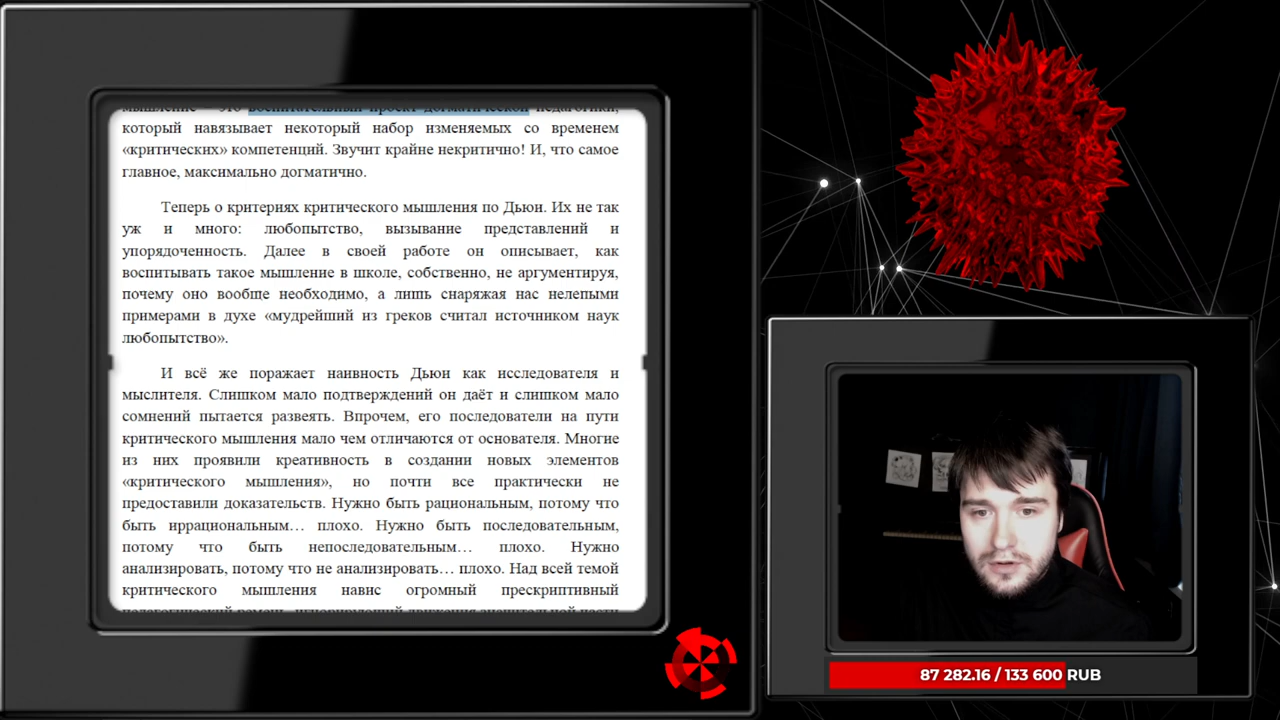 мышление – это воспитательный проект догматической педагогики,
который навязывает некоторый набор изменяемых со временем
«критических» компетенций. Звучит крайне некритично! И, что самое
главное, максимально догматично.
Теперь о критериях критического мышления по Дьюи. Их не так
уж и много: любопытство, вызывание представлений и
упорядоченность. Далее в своей работе он описывает, как
воспитывать такое мышление в школе, собственно, не аргументируя,
почему оно вообще необходимо, а лишь снаряжая нас нелепыми
примерами в духе «мудрейший из греков считал источником наук
любопытство».
И всё же поражает наивность Дьюи как исследователя и
мыслителя. Слишком мало подтверждений он даёт и слишком мало
сомнений пытается развеять. Впрочем, его последователи на пути
критического мышления мало чем отличаются от основателя. Многие
из них проявили креативность в создании новых элементов
«критического мышления», но почти все практически не
предоставили доказательств. Нужно быть рациональным, потому что
быть иррациональным… плохо. Нужно быть последовательным,
потому что быть непоследовательным… плохо. Нужно
анализировать, потому что не анализировать… плохо. Над всей темой
критического мышления навис огромный прескриптивный
87 282.16 / 133 600 RUB